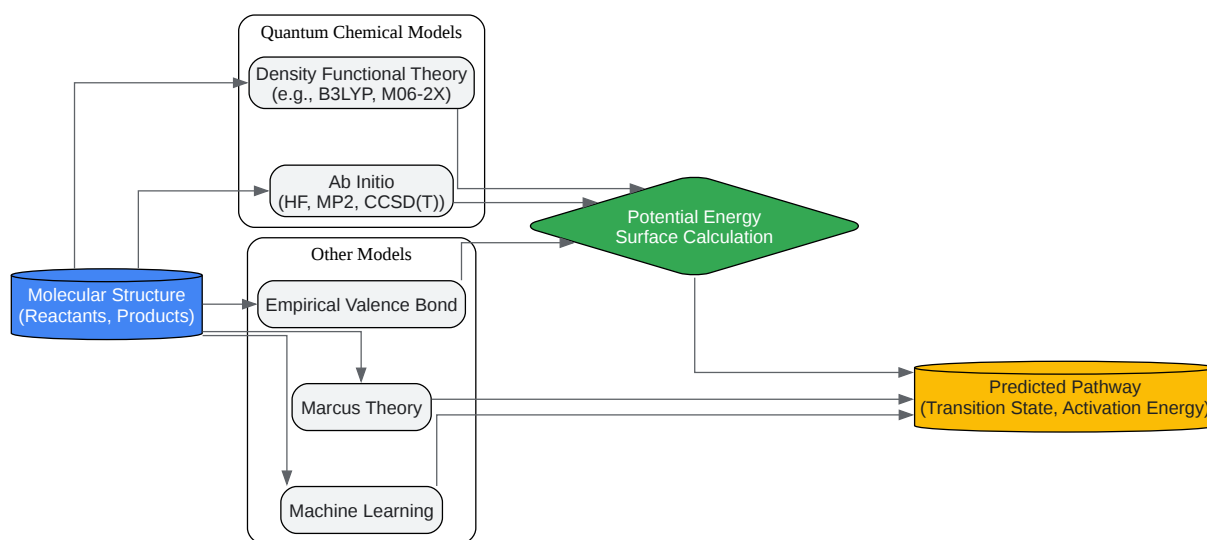 Quantum Chemical Models
Density Functional Theory
(e.g., B3LYP, M06-2X)
Ab Initio
(HF, MP2, CCSD(T))
Potential Energy
Surface Calculation
Other Models
Molecular Structure
(Reactants, Products)
Empirical Valence Bond
Marcus Theory
Predicted Pathway
(Transition State, Activation Energy)
Machine Learning